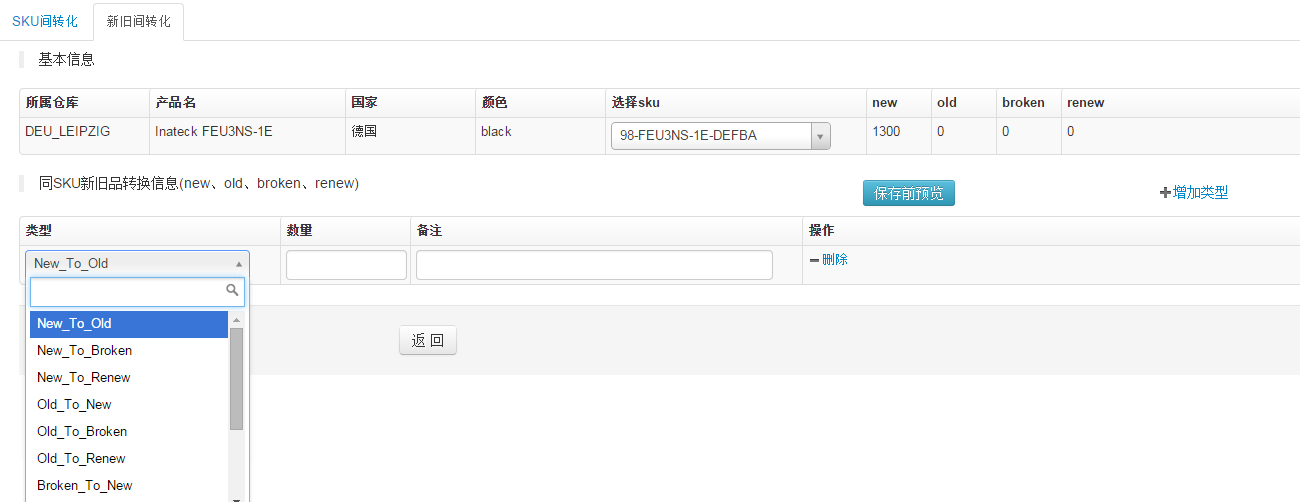 SKU间转化 新旧间转化
基本信息
所属仓库 产品名 国家 颜色 选择sku new old broken renew
DEU_LEIPZIG Inateck FEU3NS-1E 德国 black 98-FEU3NS-1E-DEFBA 1300 0 0 0
同SKU新旧品转换信息(new、old、broken、renew) 保存前预览 增加类型
类型 数量 备注 操作
New_To_Old 删除
New_To_Old
New_To_Broken
返 回
New_To_Renew
Old_To_New
Old_To_Broken
Old_To_Renew
Broken_To_New